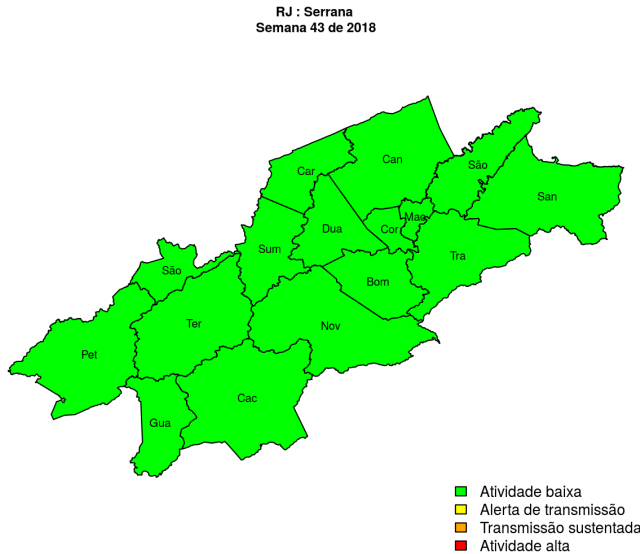 RJ : Serrana
Semana 43 de 2018
Can
São
Car
San
Mac
Dua
Cor
Sum
Tra
São
Bom
Ter
Nov
Pet
Cac
Gua
Atividade baixa
Alerta de transmissão
Transmissão sustentada
Atividade alta